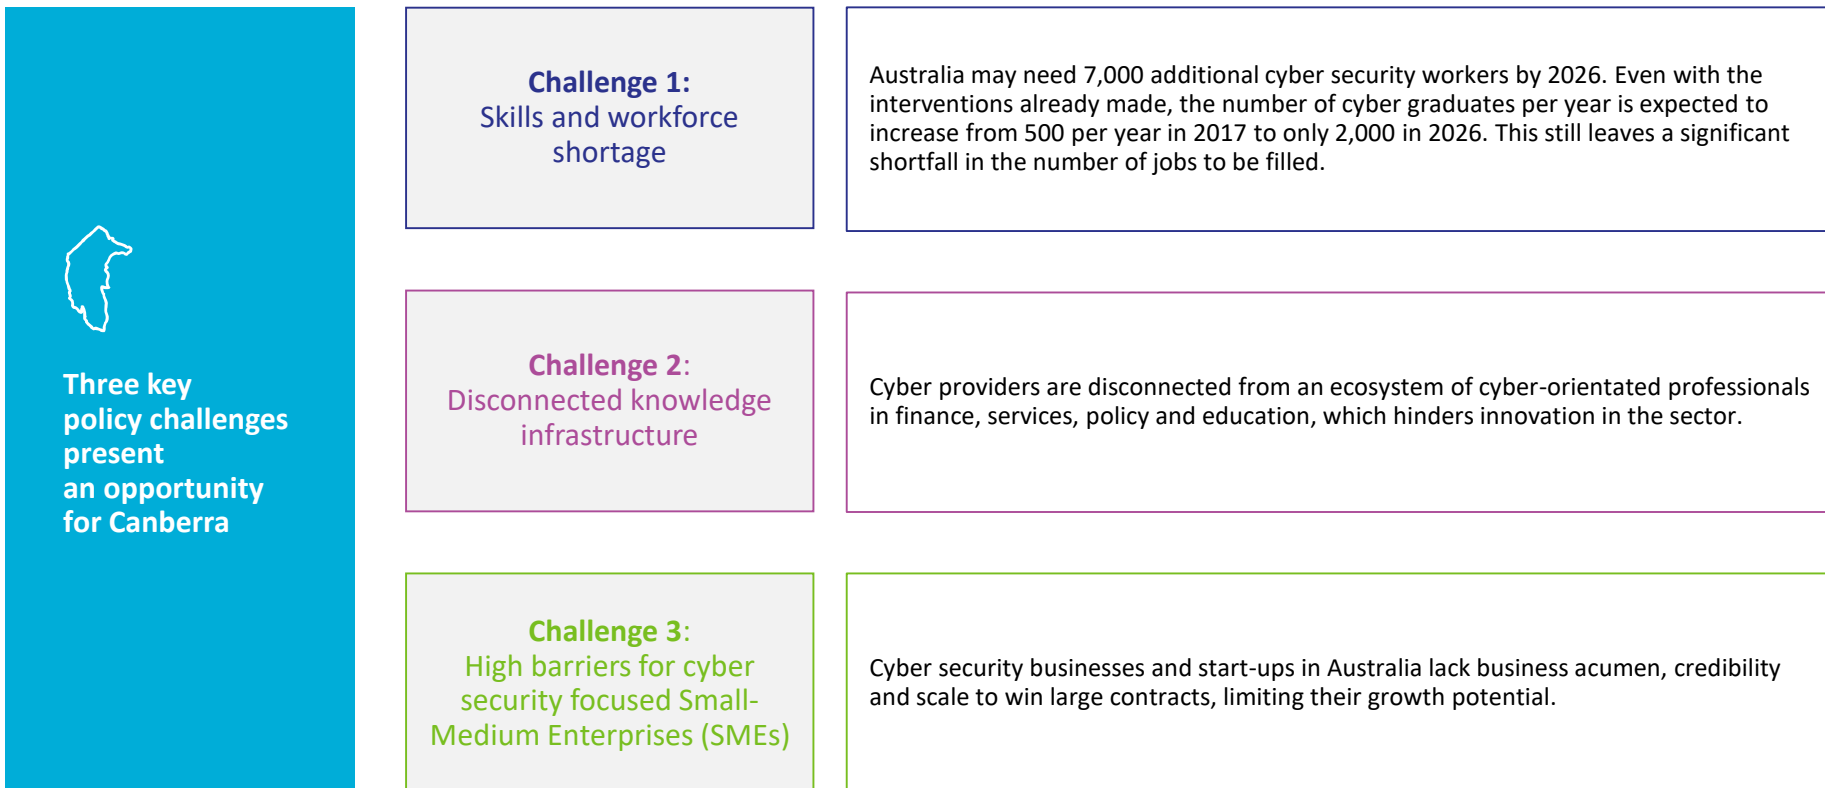 Three key
policy challenges
present
an opportunity
for Canberra
Challenge 1:
Skills and workforce
shortage
Australia may need 7,000 additional cyber security workers by 2026. Even with the
interventions already made, the number of cyber graduates per year is expected to
increase from 500 per year in 2017 to only 2,000 in 2026. This still leaves a significant
shortfall in the number of jobs to be filled.
Challenge 2:
Disconnected knowledge
infrastructure
Cyber providers are disconnected from an ecosystem of cyber-orientated professionals
in finance, services, policy and education, which hinders innovation in the sector.
Challenge 3:
High barriers for cyber
security focused Small-
Medium Enterprises (SMEs)
Cyber security businesses and start-ups in Australia lack business acumen, credibility
and scale to win large contracts, limiting their growth potential.